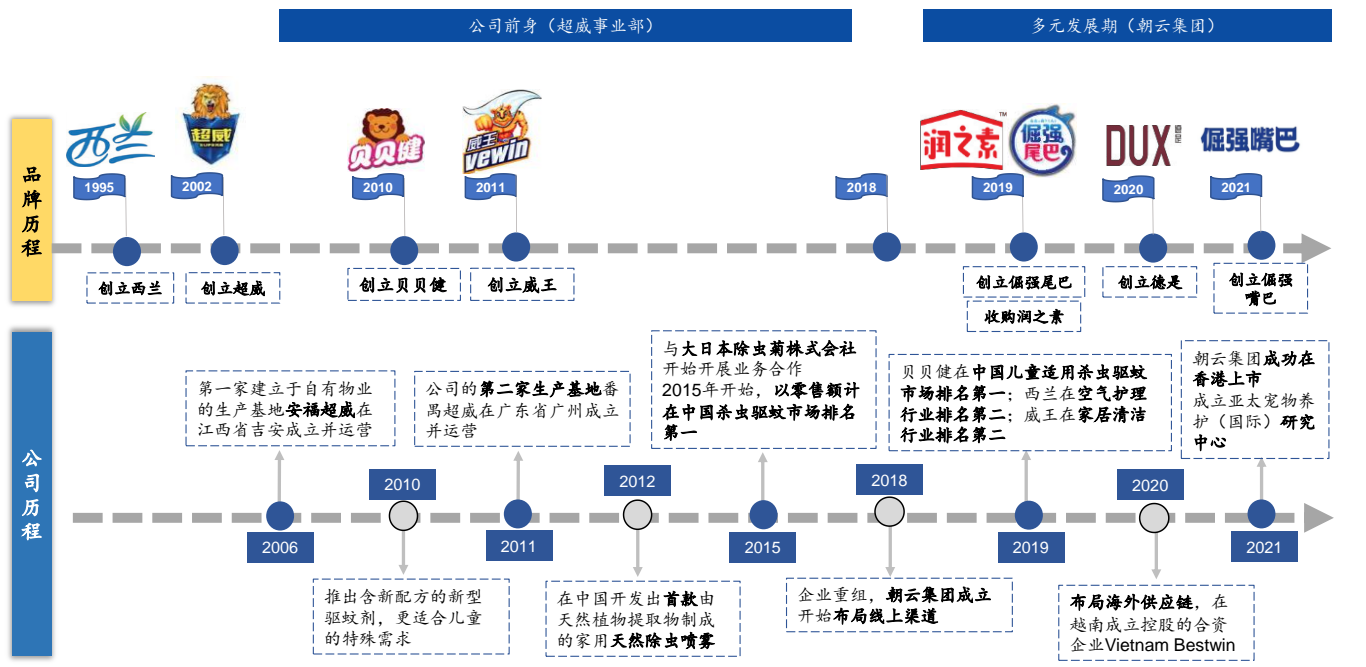 公司前身（超威事业部）
多元发展期（朝云集团）
品牌历程
西兰
超威
贝贝健
威王
vewin
润之素
TM
倔强
尾巴
DUX
倔强嘴巴
1995
2002
2010
2011
2018
2019
2020
2021
创立西兰
创立超威
创立贝贝健
创立威王
创立倔强尾巴
收购润之素
创立德是
创立倔强
嘴巴
公司历程
第一家建立于自有物业
的生产基地安福超威在
江西省吉安成立并运营
公司的第二家生产基地番
禺超威在广东省广州成立
并运营
与大日本除虫菊株式会社
开始开展业务合作
2015年开始，以零售额计
在中国杀虫驱蚊市场排名
第一
贝贝健在中国儿童适用杀虫驱蚊
市场排名第一；西兰在空气护理
行业排名第二；威王在家居清洁
行业排名第二
朝云集团成功在
香港上市
成立亚太宠物养
护（国际）研究
中心
2006
2010
2011
2012
2015
2018
2019
2020
2021
推出含新配方的新型
驱蚊剂，更适合儿童
的特殊需求
在中国开发出首款由
天然植物提取物制成
的家用天然除虫喷雾
企业重组，朝云集团成立
开始布局线上渠道
布局海外供应链，在
越南成立控股的合资
企业Vietnam Bestwin